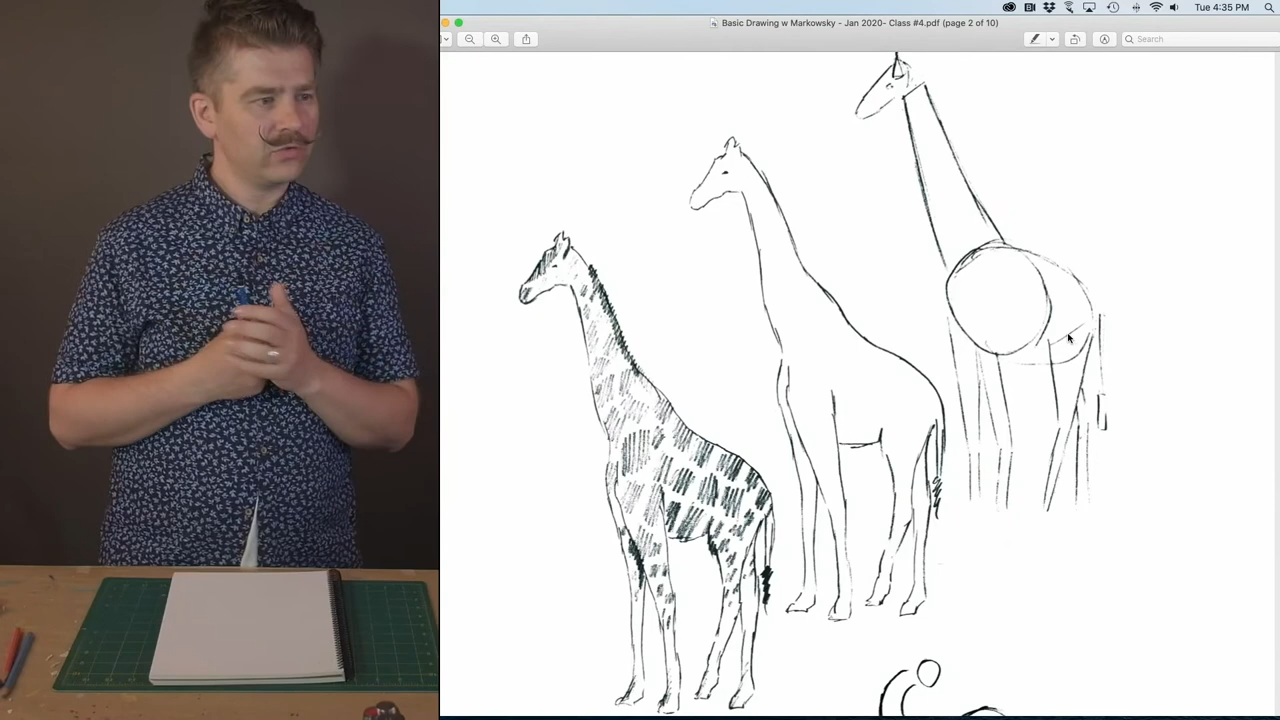 Tue 4:35 PM
Basic Drawing w Markowsky - Jan 2020- Class #4.pdf (page 2 of 10)
Search